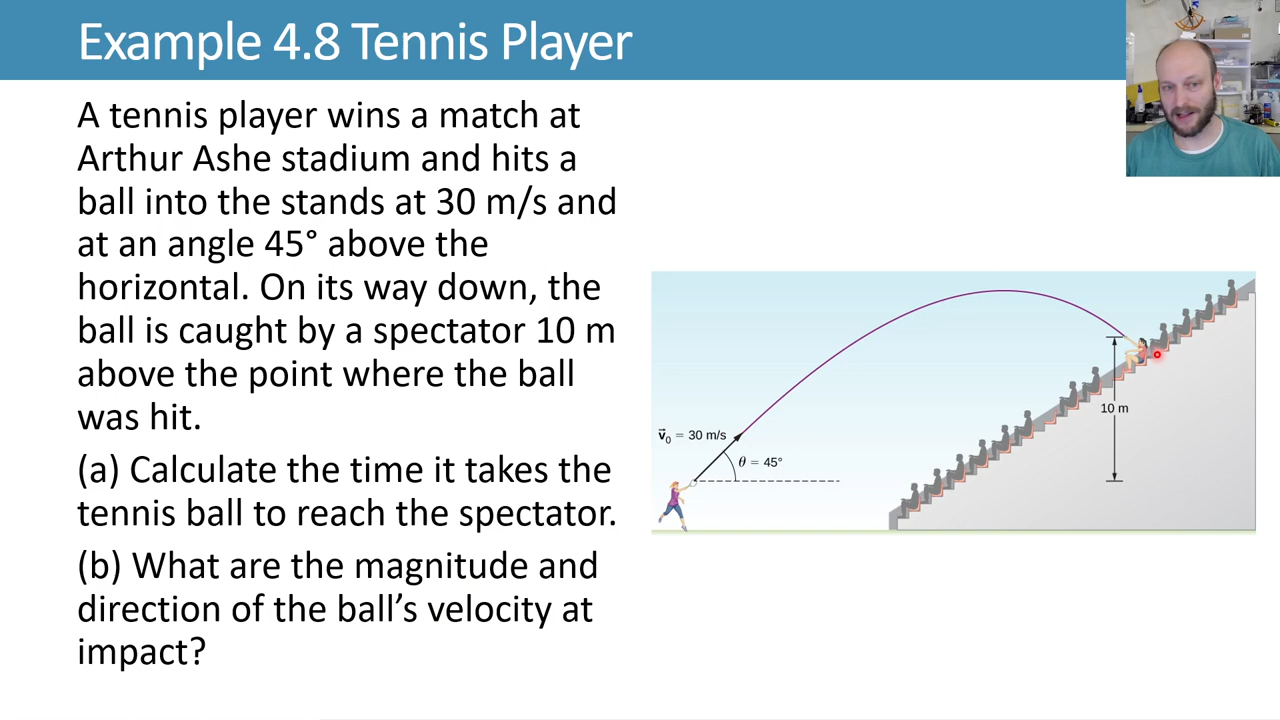 Example 4.8 Tennis Player
A tennis player wins a match at
Arthur Ashe stadium and hits a
ball into the stands at 30 m/s and
at an angle 45° above the
horizontal. On its way down, the
ball is caught by a spectator 10 m
above the point where the ball
was hit.
(a) Calculate the time it takes the
tennis ball to reach the spectator.
(b) What are the magnitude and
direction of the ball’s velocity at
impact?
v⃗₀ = 30 m/s
θ = 45°
10 m